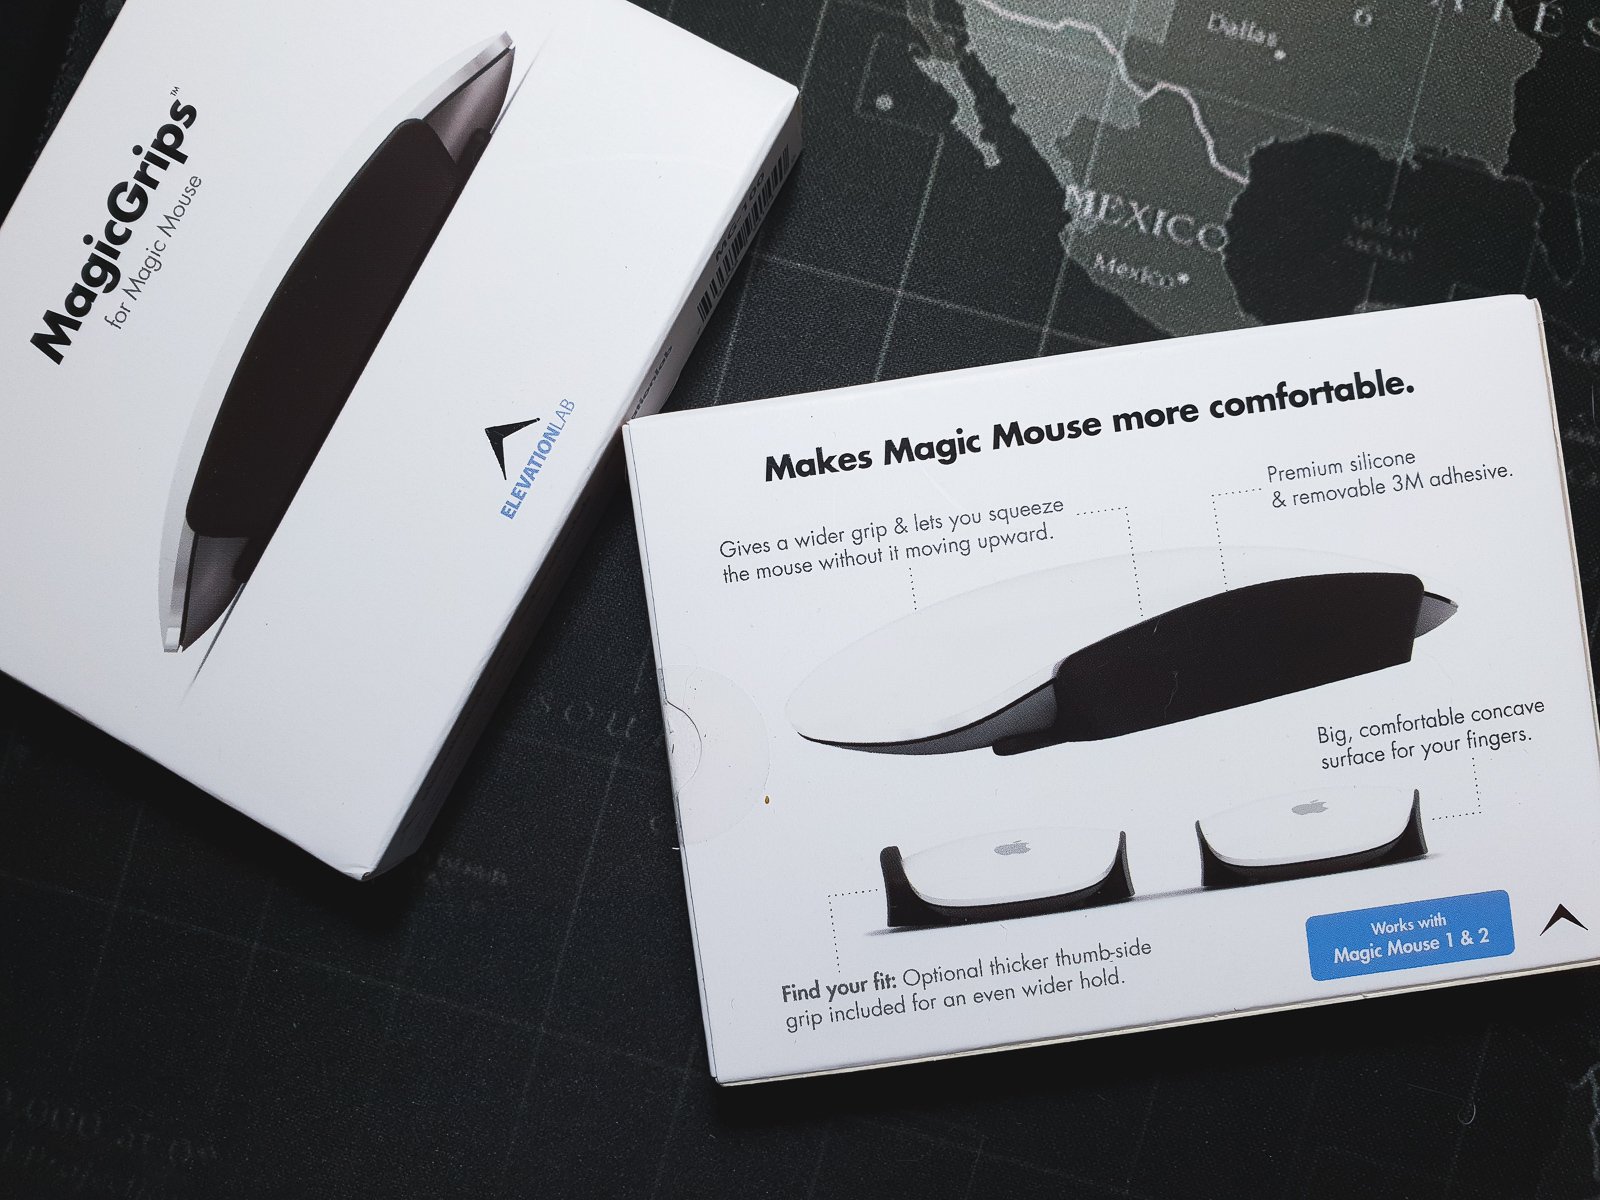 MagicGrips™
for Magic Mouse
ELEVATIONLAB
Dallas
MEXICO
Mexico
Makes Magic Mouse more comfortable.
Gives a wider grip & lets you squeeze
the mouse without it moving upward.
Premium silicone
& removable 3M adhesive.
Big, comfortable concave
surface for your fingers.
Find your fit: Optional thicker thumb-side
grip included for an even wider hold.
Works with
Magic Mouse 1 & 2